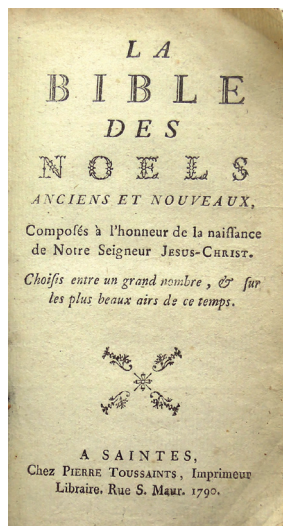 LA
BIBLE
DES
NOELS
ANCIENS ET NOUVEAUX,
Composés à l'honneur de la naiſſance
de Notre Seigneur JESUS-CHRIST.
Choiſis entre un grand nombre, & ſur
les plus beaux airs de ce temps.
A SAINTES,
Chez PIERRE TOUSSAINTS, Imprimeur
Libraire, Rue S. Maur. 1790.